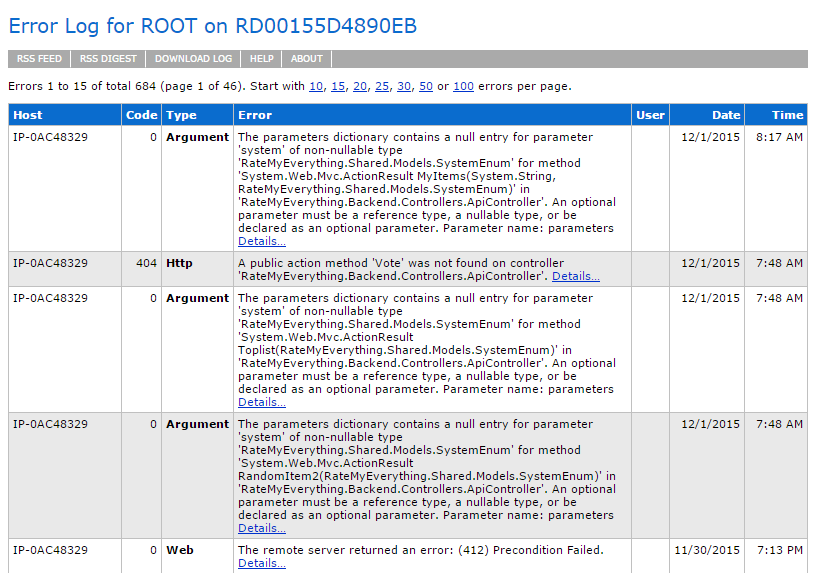 Error Log for ROOT on RD00155D4890EB
RSS FEED RSS DIGEST DOWNLOAD LOG HELP ABOUT
Errors 1 to 15 of total 684 (page 1 of 46). Start with 10, 15, 20, 25, 30, 50 or 100 errors per page.
Host Code Type Error User Date Time
IP-0AC48329 0 Argument The parameters dictionary contains a null entry for parameter 12/1/2015 8:17 AM
'system' of non-nullable type
'RateMyEverything.Shared.Models.SystemEnum' for method
'System.Web.Mvc.ActionResult MyItems(System.String,
RateMyEverything.Shared.Models.SystemEnum)' in
'RateMyEverything.Backend.Controllers.ApiController'. An optional
parameter must be a reference type, a nullable type, or be
declared as an optional parameter. Parameter name: parameters
Details...
IP-0AC48329 404 Http A public action method 'Vote' was not found on controller 12/1/2015 7:48 AM
'RateMyEverything.Backend.Controllers.ApiController'. Details...
IP-0AC48329 0 Argument The parameters dictionary contains a null entry for parameter 12/1/2015 7:48 AM
'system' of non-nullable type
'RateMyEverything.Shared.Models.SystemEnum' for method
'System.Web.Mvc.ActionResult
Toplist(RateMyEverything.Shared.Models.SystemEnum)' in
'RateMyEverything.Backend.Controllers.ApiController'. An optional
parameter must be a reference type, a nullable type, or be
declared as an optional parameter. Parameter name: parameters
Details...
IP-0AC48329 0 Argument The parameters dictionary contains a null entry for parameter 12/1/2015 7:48 AM
'system' of non-nullable type
'RateMyEverything.Shared.Models.SystemEnum' for method
'System.Web.Mvc.ActionResult
RandomItem2(RateMyEverything.Shared.Models.SystemEnum)' in
'RateMyEverything.Backend.Controllers.ApiController'. An optional
parameter must be a reference type, a nullable type, or be
declared as an optional parameter. Parameter name: parameters
Details...
IP-0AC48329 0 Web The remote server returned an error: (412) Precondition Failed. 11/30/2015 7:13 PM
Details...